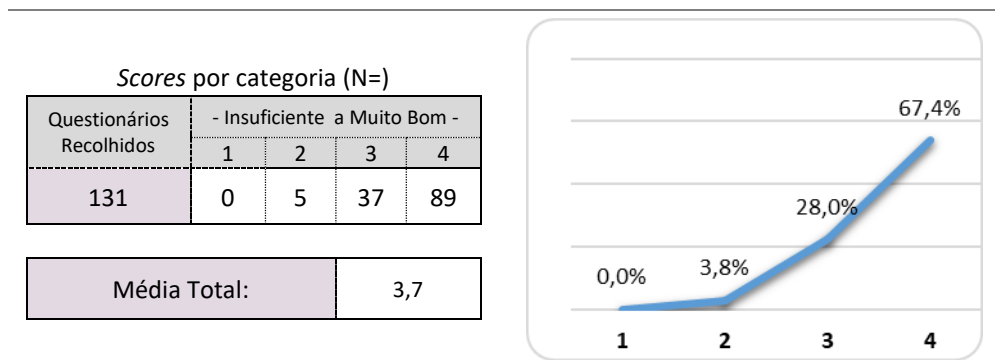 Scores por categoria (N=)
Questionários
Recolhidos
- Insuficiente a Muito Bom -
1 2 3 4
131 0 5 37 89
Média Total: 3,7
67,4%
28,0%
3,8%
0,0%
1 2 3 4